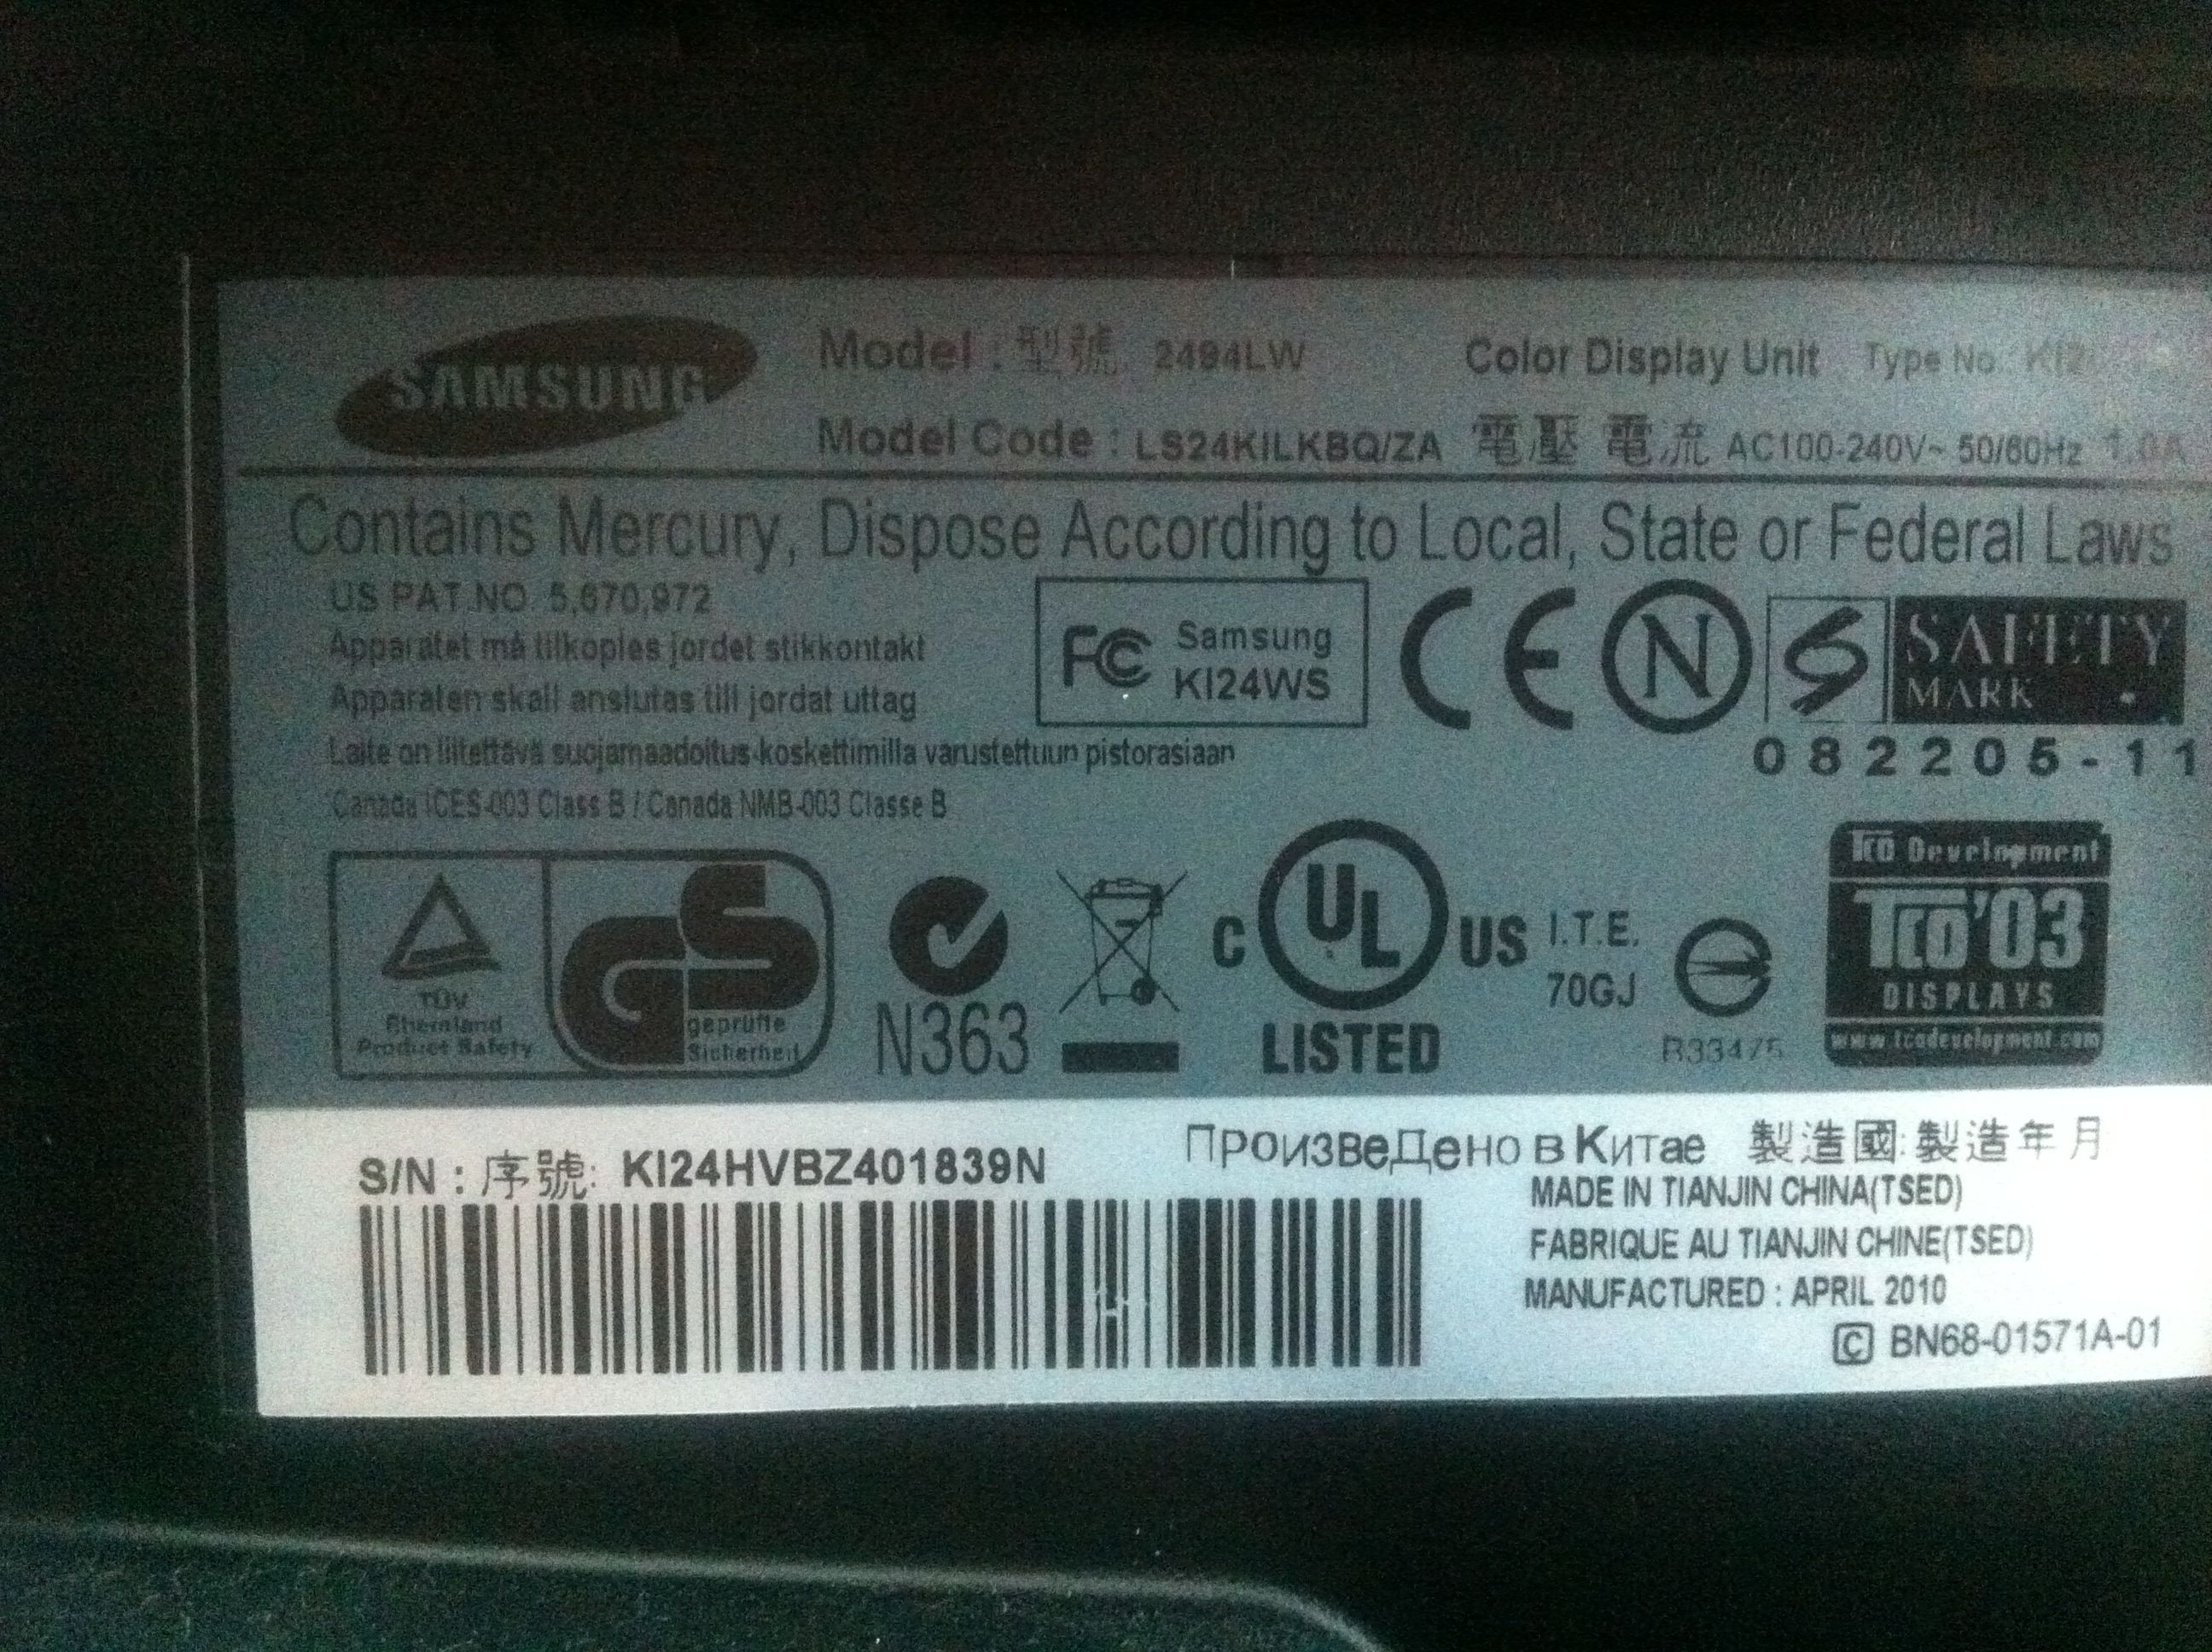 SAMSUNG
Model : 型號 2494LW Color Display Unit Type No.
Model Code : LS24KILKBQ/ZA 電壓 電流 AC100-240V~ 50/60Hz 1.0A
Contains Mercury, Dispose According to Local, State or Federal Laws
US PAT.NO. 5,670,972
Apparatet må tilkoples jordet stikkontakt
Apparaten skall anslutas till jordat uttag
Laite on liitettävä suojamaadoitus-koskettimilla varustettuun pistorasiaan
Canada ICES-003 Class B / Canada NMB-003 Classe B
FC Samsung
KI24WS
CE N S SAFETY
MARK
082205-11
TÜV
Rheinland
Product Safety
GS
geprüfte
Sicherheit
N363
C UL US
LISTED
I.T.E.
70GJ
R33475
TCO Development
TCO'03
DISPLAYS
www.tcodevelopment.com
S/N : 序號: KI24HVBZ401839N
ПроизвеДено в Китае 製造國: 製造年月
MADE IN TIANJIN CHINA(TSED)
FABRIQUE AU TIANJIN CHINE(TSED)
MANUFACTURED : APRIL 2010
C BN68-01571A-01